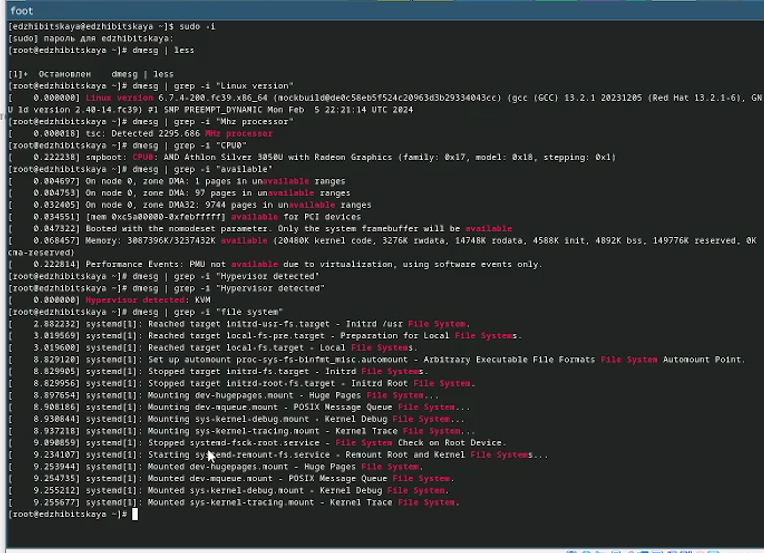 foot
[edzhibitskaya@edzhibitskaya ~]$ sudo -i
[sudo] пароль для edzhibitskaya:
[root@edzhibitskaya ~]# dmesg | less
[1]+  Остановлен    dmesg | less
[root@edzhibitskaya ~]# dmesg | grep -i "Linux version"
[    0.000000] Linux version 6.7.4-200.fc39.x86_64 (mockbuild@de0c58eb5f524c20963d3b29334043cc) (gcc (GCC) 13.2.1 20231205 (Red Hat 13.2.1-6), GN
U ld version 2.40-14.fc39) #1 SMP PREEMPT_DYNAMIC Mon Feb  5 22:21:14 UTC 2024
[root@edzhibitskaya ~]# dmesg | grep -i "Mhz processor"
[    0.000018] tsc: Detected 2295.686 MHz processor
[root@edzhibitskaya ~]# dmesg | grep -i "CPU0"
[    0.222238] smpboot: CPU0: AMD Athlon Silver 3050U with Radeon Graphics (family: 0x17, model: 0x18, stepping: 0x1)
[root@edzhibitskaya ~]# dmesg | grep -i "available"
[    0.004697] On node 0, zone DMA: 1 pages in unavailable ranges
[    0.004753] On node 0, zone DMA: 97 pages in unavailable ranges
[    0.032405] On node 0, zone DMA32: 9744 pages in unavailable ranges
[    0.034551] [mem 0xc5a00000-0xfebfffff] available for PCI devices
[    0.047322] Booted with the nomodeset parameter. Only the system framebuffer will be available
[    0.068457] Memory: 3087396K/3237432K available (20480K kernel code, 3276K rwdata, 14748K rodata, 4588K init, 4892K bss, 149776K reserved, 0K
cma-reserved)
[    0.222814] Performance Events: PMU not available due to virtualization, using software events only.
[root@edzhibitskaya ~]# dmesg | grep -i "Hypevisor detected"
[root@edzhibitskaya ~]# dmesg | grep -i "Hypervisor detected"
[    0.000000] Hypervisor detected: KVM
[root@edzhibitskaya ~]# dmesg | grep -i "file system"
[    2.882232] systemd[1]: Reached target initrd-usr-fs.target - Initrd /usr File System.
[    3.019569] systemd[1]: Reached target local-fs-pre.target - Preparation for Local File Systems.
[    3.019600] systemd[1]: Reached target local-fs.target - Local File Systems.
[    8.829120] systemd[1]: Set up automount proc-sys-fs-binfmt_misc.automount - Arbitrary Executable File Formats File System Automount Point.
[    8.829905] systemd[1]: Stopped target initrd-fs.target - Initrd File Systems.
[    8.829956] systemd[1]: Stopped target initrd-root-fs.target - Initrd Root File System.
[    8.897654] systemd[1]: Mounting dev-hugepages.mount - Huge Pages File System...
[    8.908186] systemd[1]: Mounting dev-mqueue.mount - POSIX Message Queue File System...
[    8.930844] systemd[1]: Mounting sys-kernel-debug.mount - Kernel Debug File System...
[    8.937218] systemd[1]: Mounting sys-kernel-tracing.mount - Kernel Trace File System...
[    9.090859] systemd[1]: Stopped systemd-fsck-root.service - File System Check on Root Device.
[    9.234107] systemd[1]: Starting systemd-remount-fs.service - Remount Root and Kernel File Systems...
[    9.253944] systemd[1]: Mounted dev-hugepages.mount - Huge Pages File System.
[    9.254735] systemd[1]: Mounted dev-mqueue.mount - POSIX Message Queue File System.
[    9.255212] systemd[1]: Mounted sys-kernel-debug.mount - Kernel Debug File System.
[    9.255677] systemd[1]: Mounted sys-kernel-tracing.mount - Kernel Trace File System.
[root@edzhibitskaya ~]#